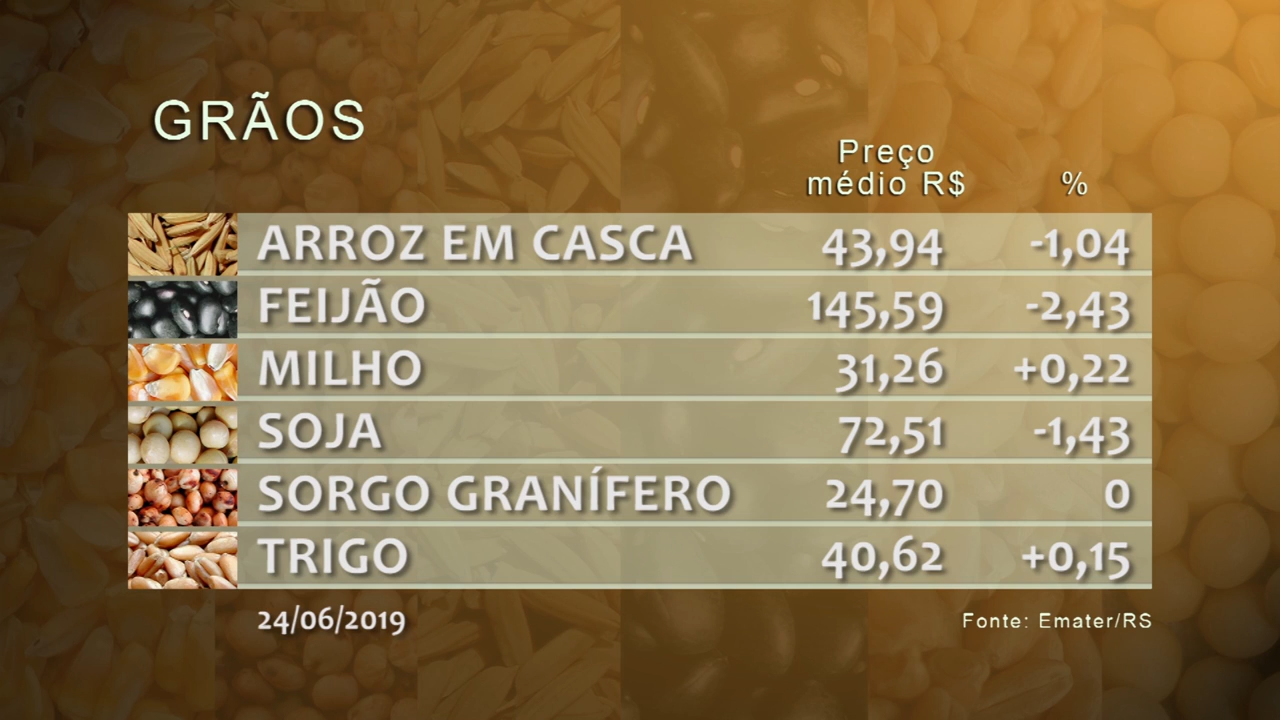 GRÃOS
Preço
médio R$ %
ARROZ EM CASCA 43,94 -1,04
FEIJÃO 145,59 -2,43
MILHO 31,26 +0,22
SOJA 72,51 -1,43
SORGO GRANÍFERO 24,70 0
TRIGO 40,62 +0,15
24/06/2019 Fonte: Emater/RS